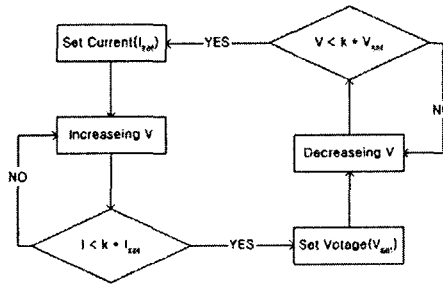 Set Current(I_set)
YES
V < k * V_set
Increaseing V
NO
NO
Decreaseing V
I < k * I_set
YES
Set Votage(V_set)